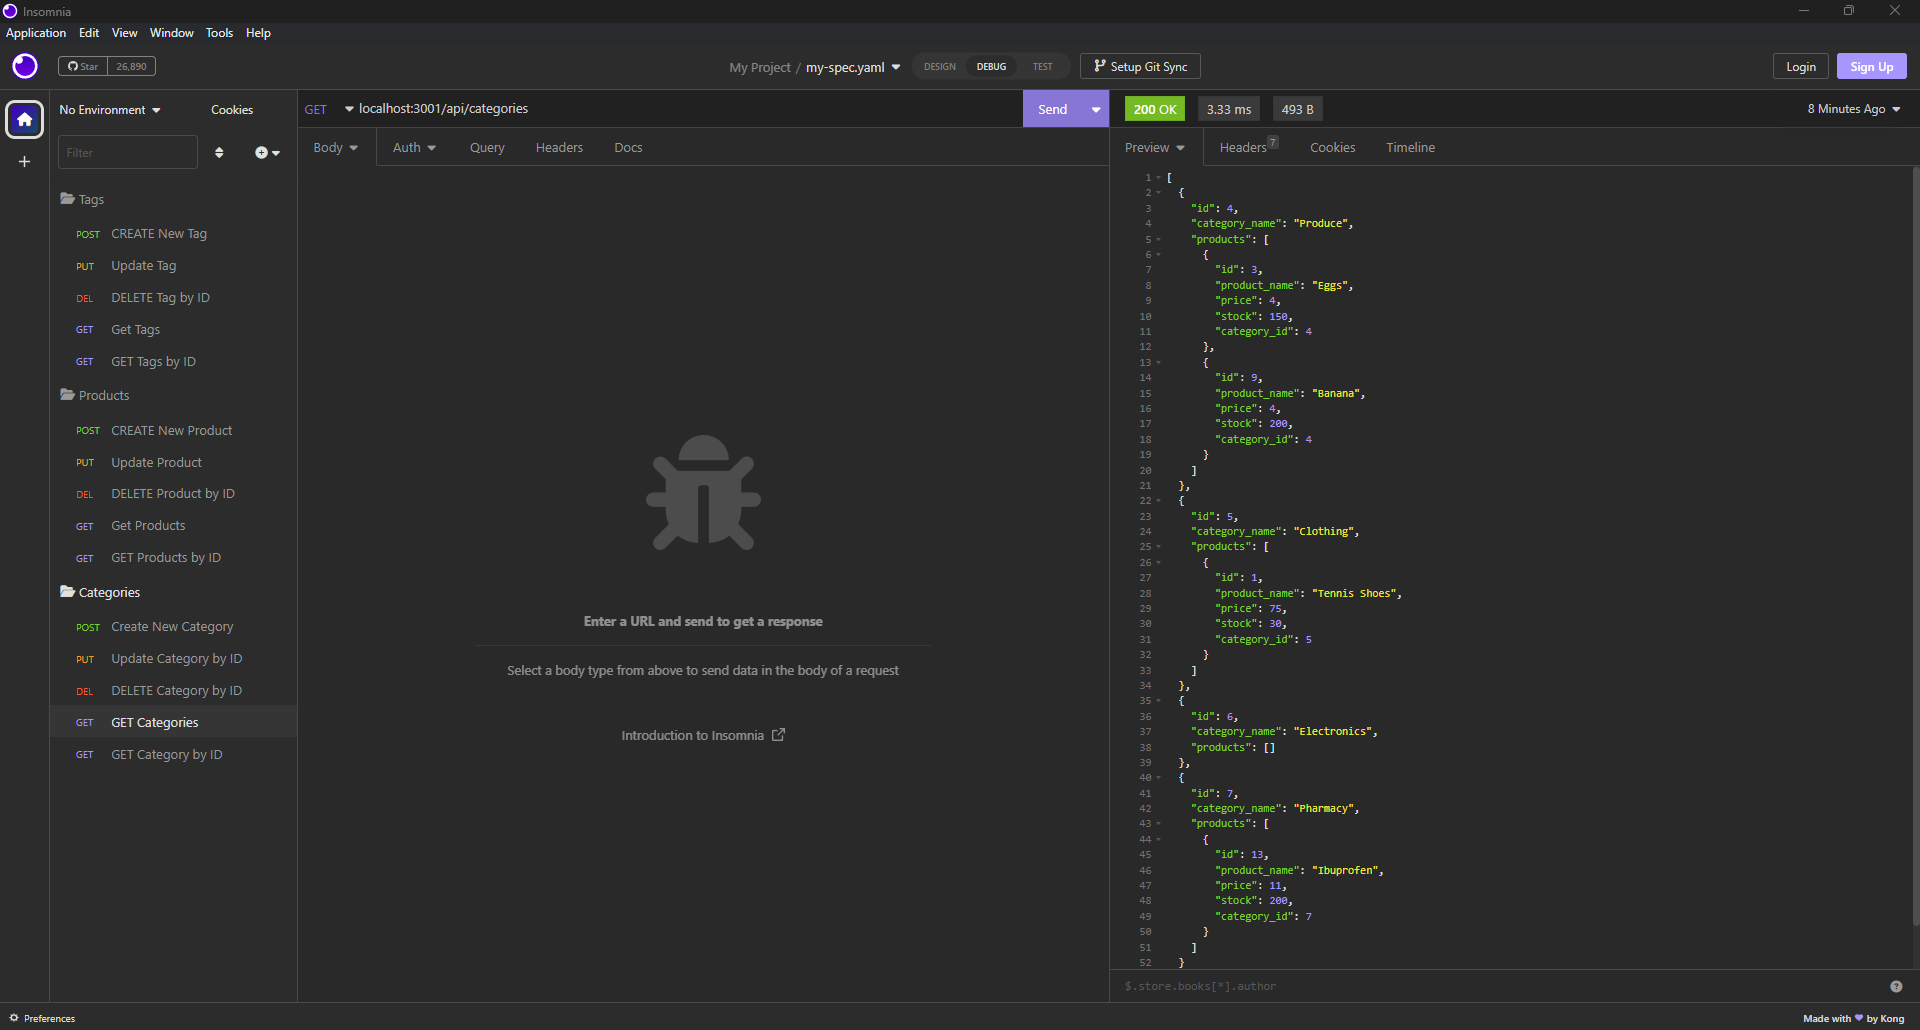 Insomnia
Application Edit View Window Tools Help
Star 26,890
My Project / my-spec.yaml
DESIGN DEBUG TEST
Setup Git Sync
Login
Sign Up
No Environment
Cookies
Filter
Tags
POST CREATE New Tag
PUT Update Tag
DEL DELETE Tag by ID
GET Get Tags
GET GET Tags by ID
Products
POST CREATE New Product
PUT Update Product
DEL DELETE Product by ID
GET Get Products
GET GET Products by ID
Categories
POST Create New Category
PUT Update Category by ID
DEL DELETE Category by ID
GET GET Categories
GET GET Category by ID
GET localhost:3001/api/categories
Send
Body Auth Query Headers Docs
Enter a URL and send to get a response
Select a body type from above to send data in the body of a request
Introduction to Insomnia
200 OK 3.33 ms 493 B
8 Minutes Ago
Preview Headers 7 Cookies Timeline
1 [
2 {
3 "id": 4,
4 "category_name": "Produce",
5 "products": [
6 {
7 "id": 3,
8 "product_name": "Eggs",
9 "price": 4,
10 "stock": 150,
11 "category_id": 4
12 },
13 {
14 "id": 9,
15 "product_name": "Banana",
16 "price": 4,
17 "stock": 200,
18 "category_id": 4
19 }
20 ]
21 },
22 {
23 "id": 5,
24 "category_name": "Clothing",
25 "products": [
26 {
27 "id": 1,
28 "product_name": "Tennis Shoes",
29 "price": 75,
30 "stock": 30,
31 "category_id": 5
32 }
33 ]
34 },
35 {
36 "id": 6,
37 "category_name": "Electronics",
38 "products": []
39 },
40 {
41 "id": 7,
42 "category_name": "Pharmacy",
43 "products": [
44 {
45 "id": 13,
46 "product_name": "Ibuprofen",
47 "price": 11,
48 "stock": 200,
49 "category_id": 7
50 }
51 ]
52 }
$.store.books[*].author
Preferences
Made with 💜 by Kong